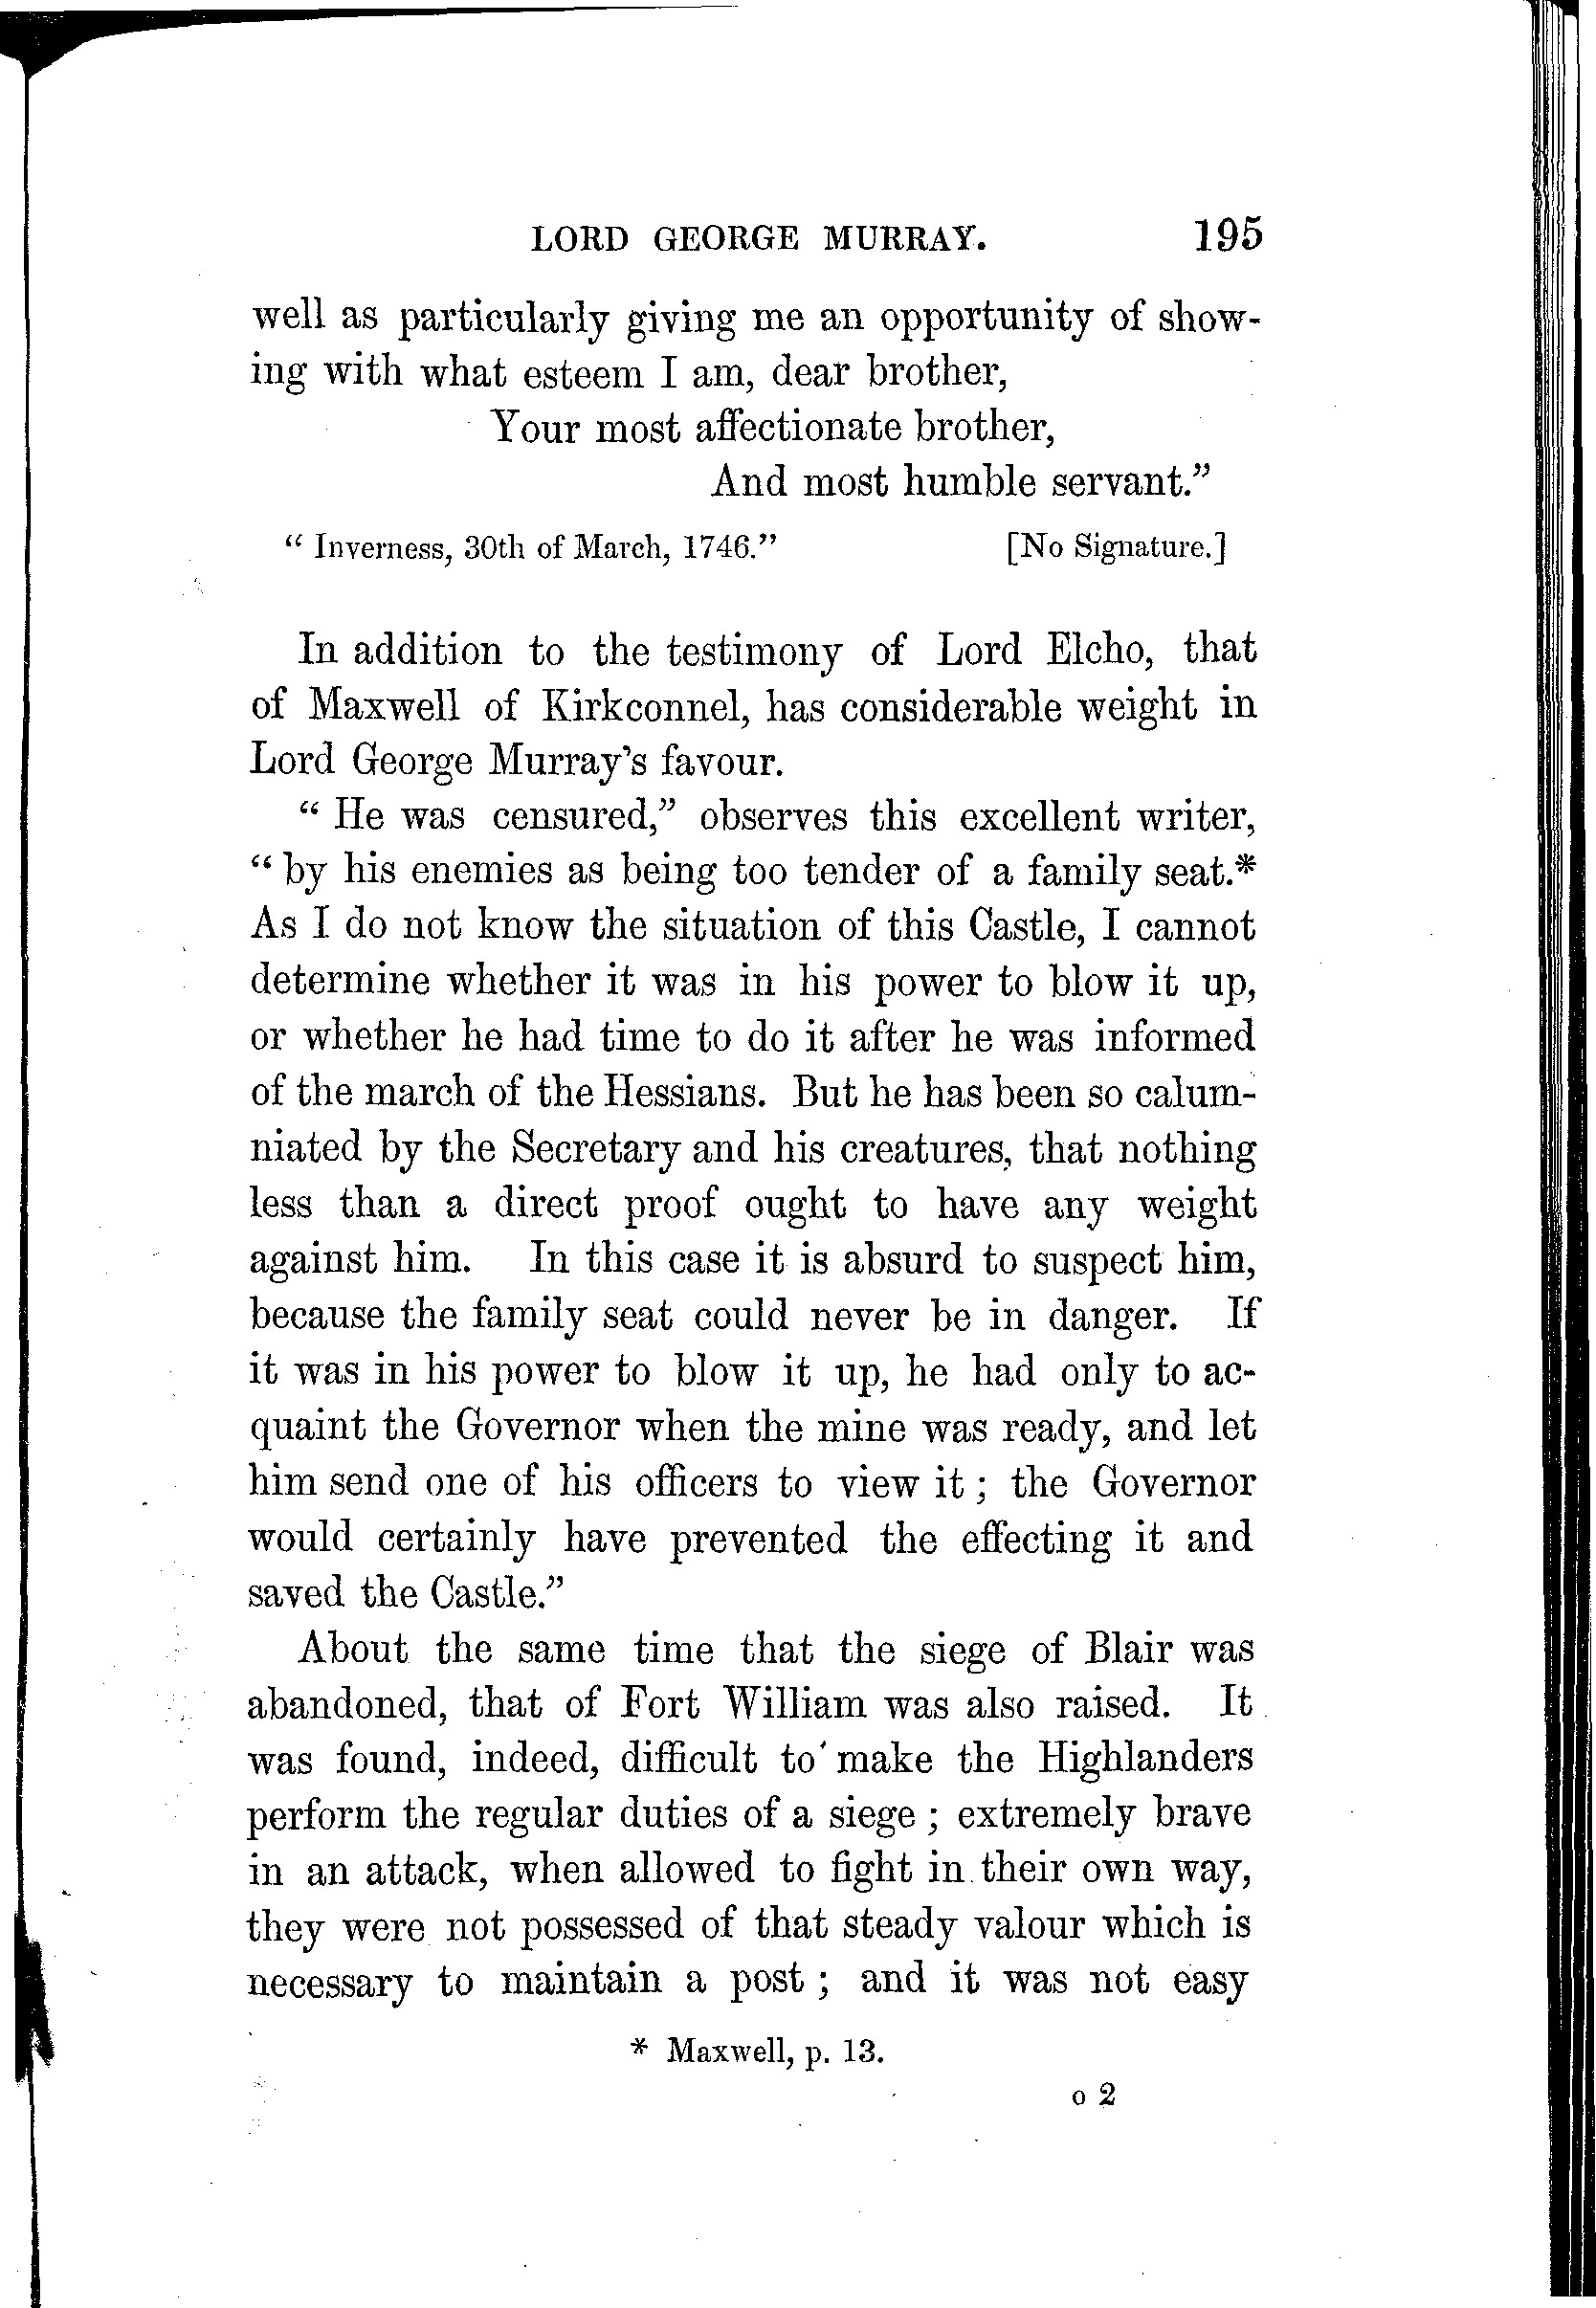 LORD GEORGE MURRAY. 195
well as particularly giving me an opportunity of show-
ing with what esteem I am, dear brother,
Your most affectionate brother,
And most humble servant.”
“ Inverness, 30th of March, 1746.” [No Signature.]
In addition to the testimony of Lord Elcho, that
of Maxwell of Kirkconnel, has considerable weight in
Lord George Murray's favour.
“ He was censured,” observes this excellent writer,
“ by his enemies as being too tender of a family seat.*
As I do not know the situation of this Castle, I cannot
determine whether it was in his power to blow it up,
or whether he had time to do it after he was informed
of the march of the Hessians. But he has been so calum-
niated by the Secretary and his creatures, that nothing
less than a direct proof ought to have any weight
against him. In this case it is absurd to suspect him,
because the family seat could never be in danger. If
it was in his power to blow it up, he had only to ac-
quaint the Governor when the mine was ready, and let
him send one of his officers to view it ; the Governor
would certainly have prevented the effecting it and
saved the Castle.”
About the same time that the siege of Blair was
abandoned, that of Fort William was also raised. It
was found, indeed, difficult to make the Highlanders
perform the regular duties of a siege ; extremely brave
in an attack, when allowed to fight in their own way,
they were not possessed of that steady valour which is
necessary to maintain a post ; and it was not easy
* Maxwell, p. 13.
o 2